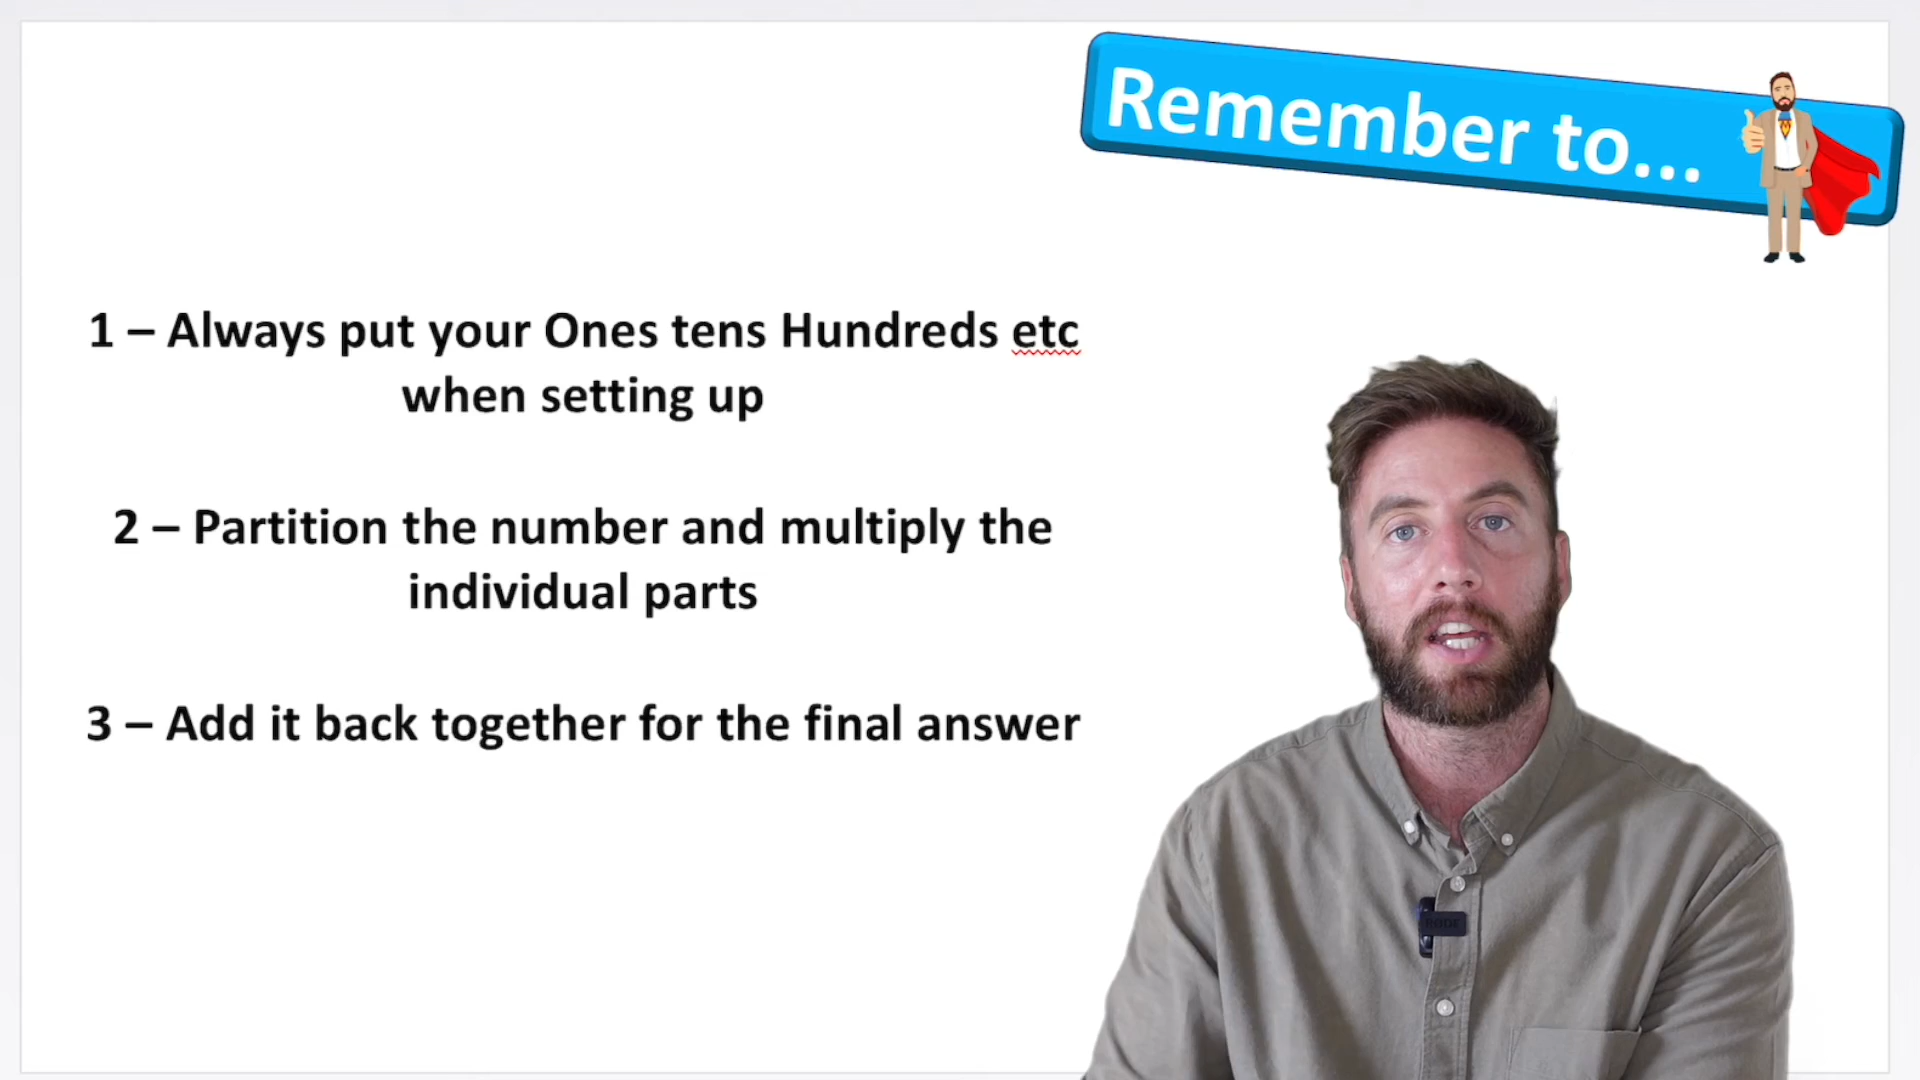 Remember to...
1 – Always put your Ones tens Hundreds etc
when setting up
2 – Partition the number and multiply the
individual parts
3 – Add it back together for the final answer
RODE